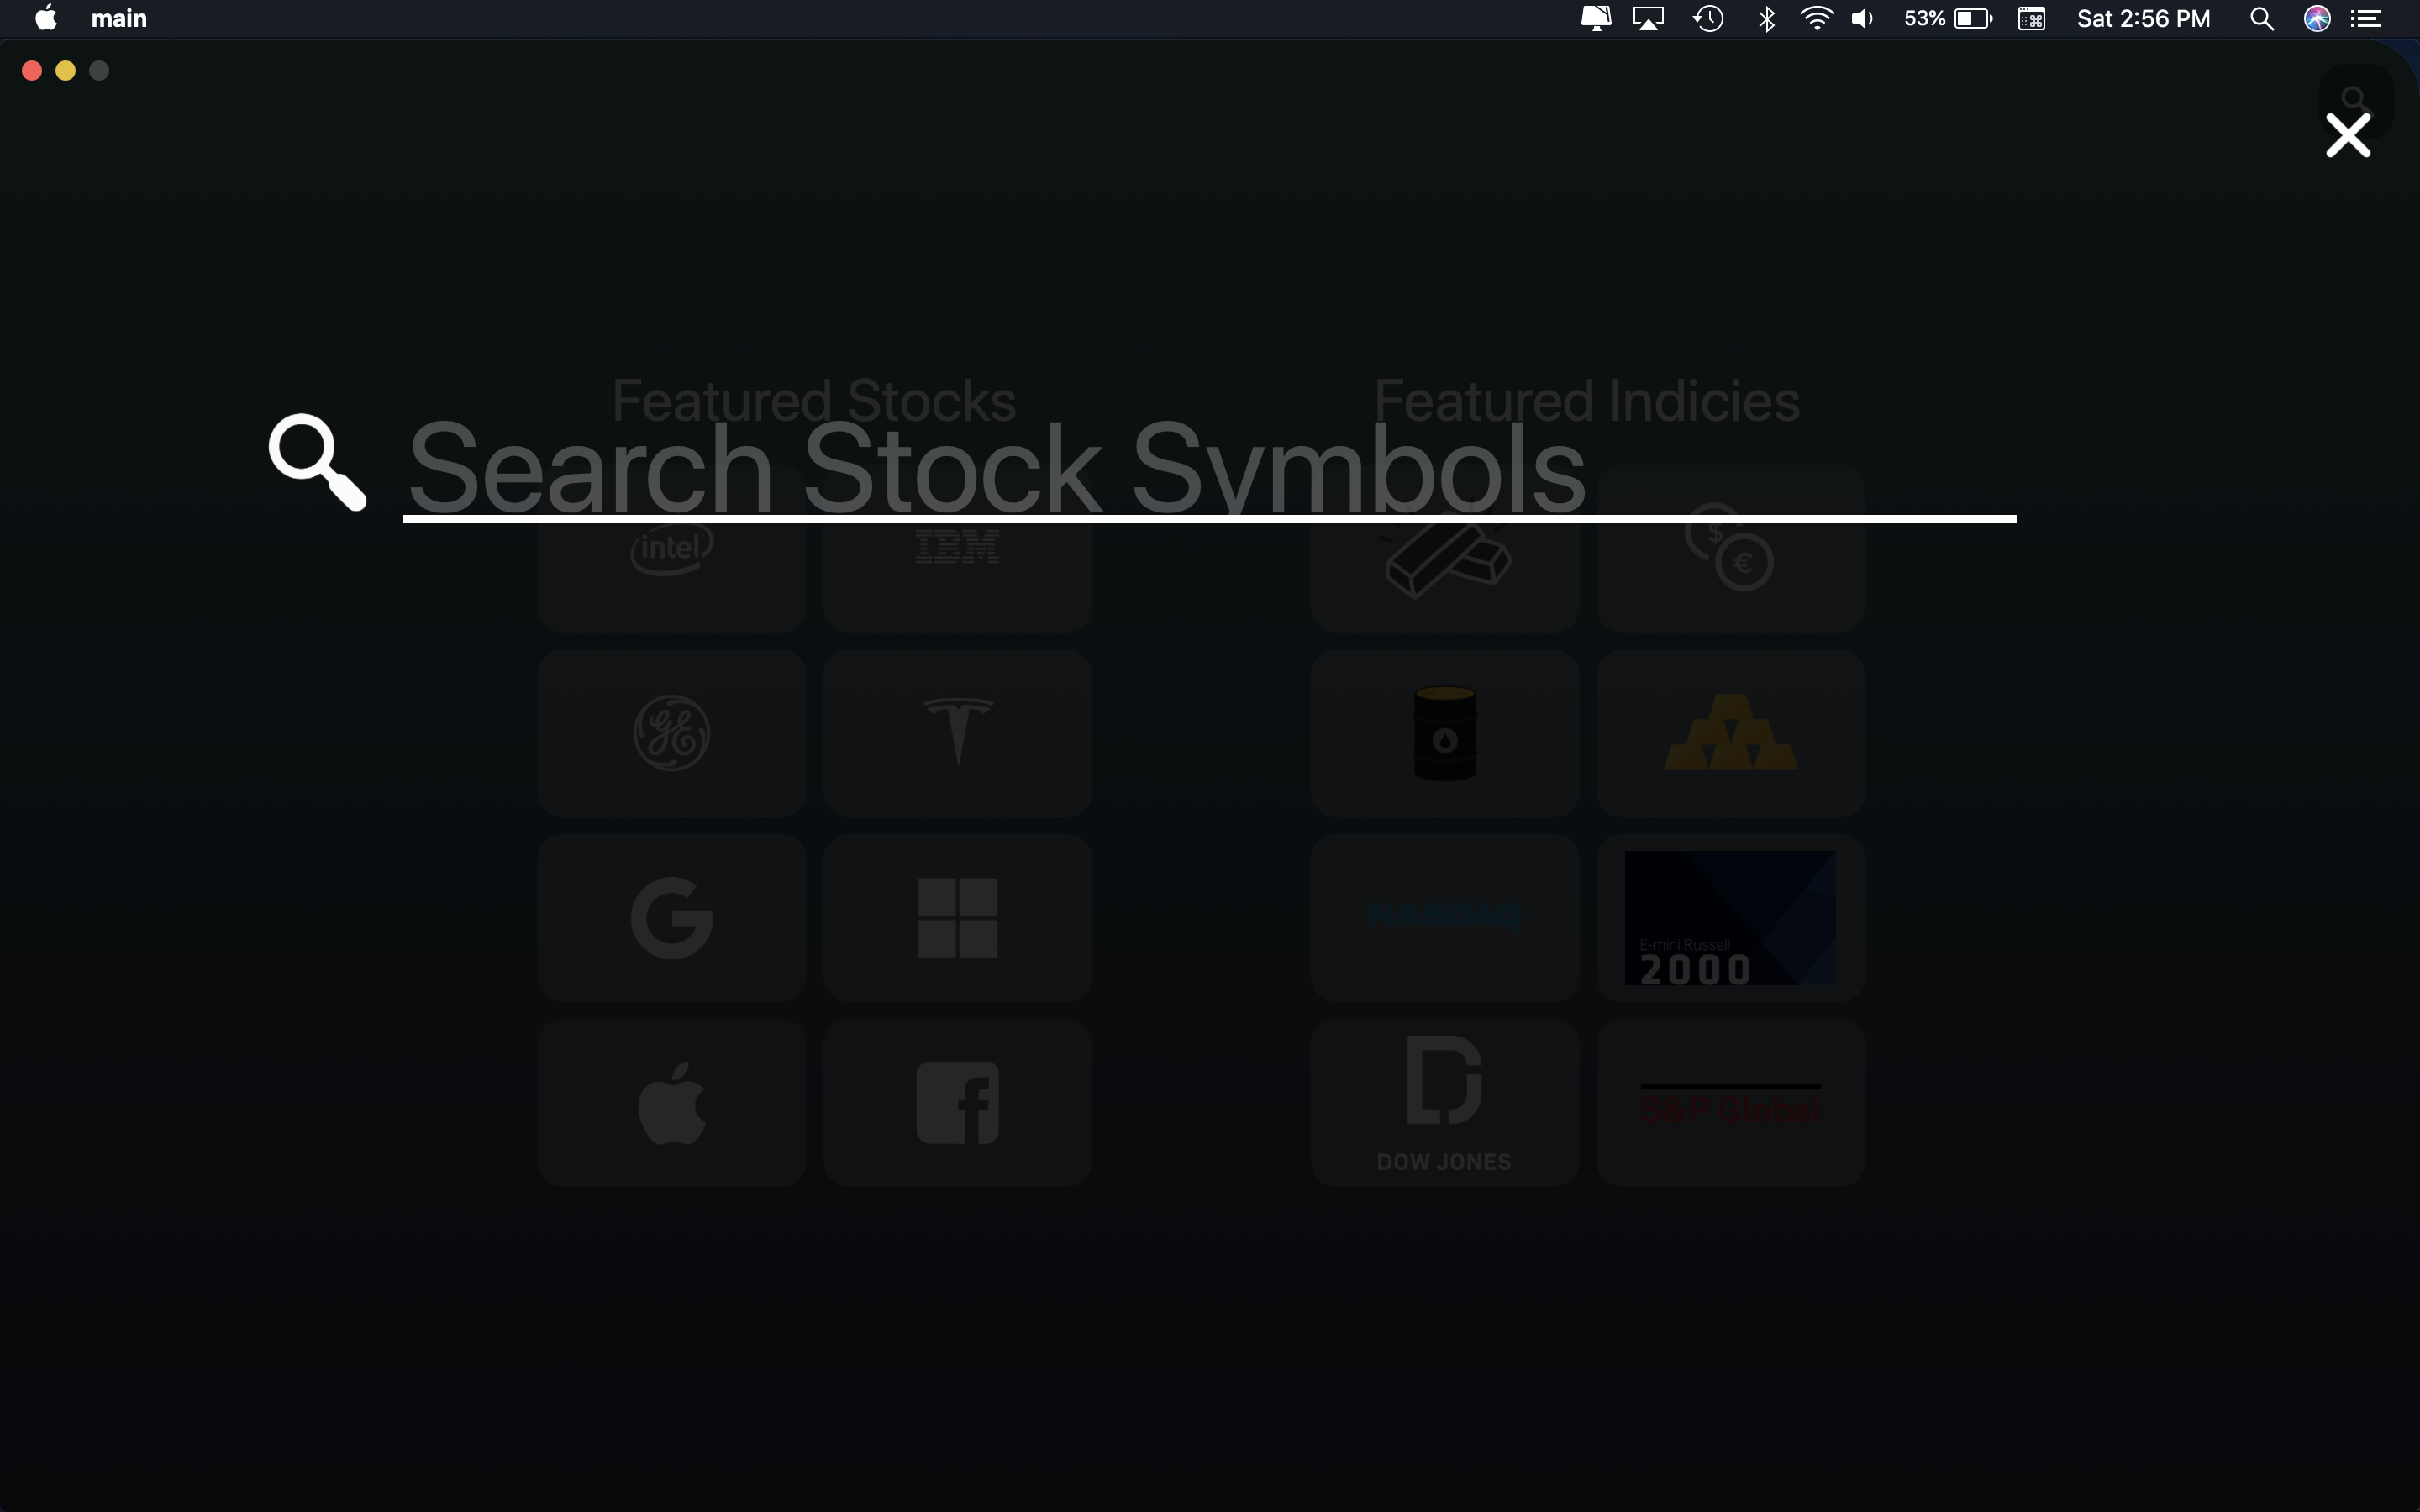 main
53%
Sat 2:56 PM
Featured Stocks
Featured Indicies
Search Stock Symbols
intel
IBM
$
€
GE
G
NASDAQ
E-mini Russell
2000
f
DOW JONES
S&P Global